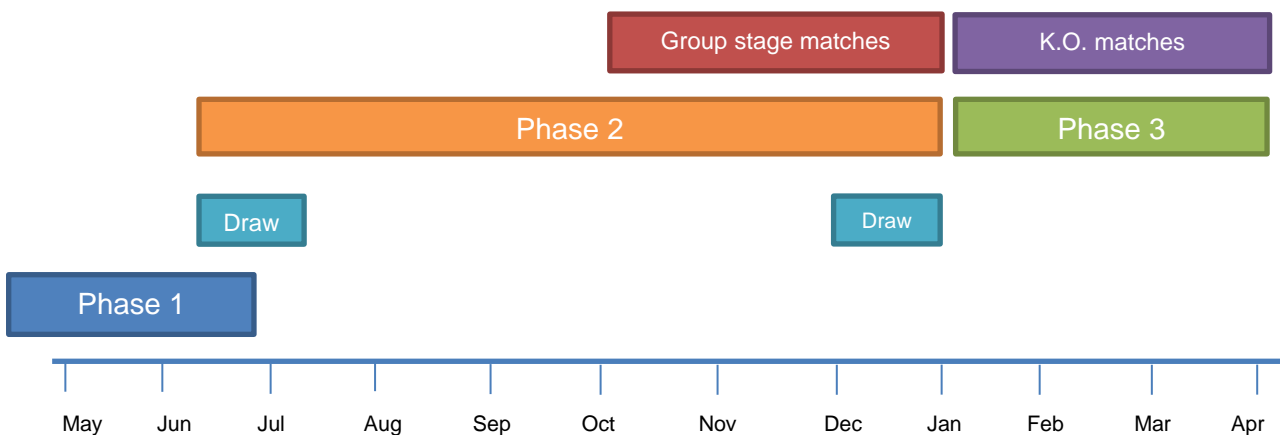 Group stage matches
K.O. matches
Phase 2
Phase 3
Draw
Draw
Phase 1
May Jun Jul Aug Sep Oct Nov Dec Jan Feb Mar Apr